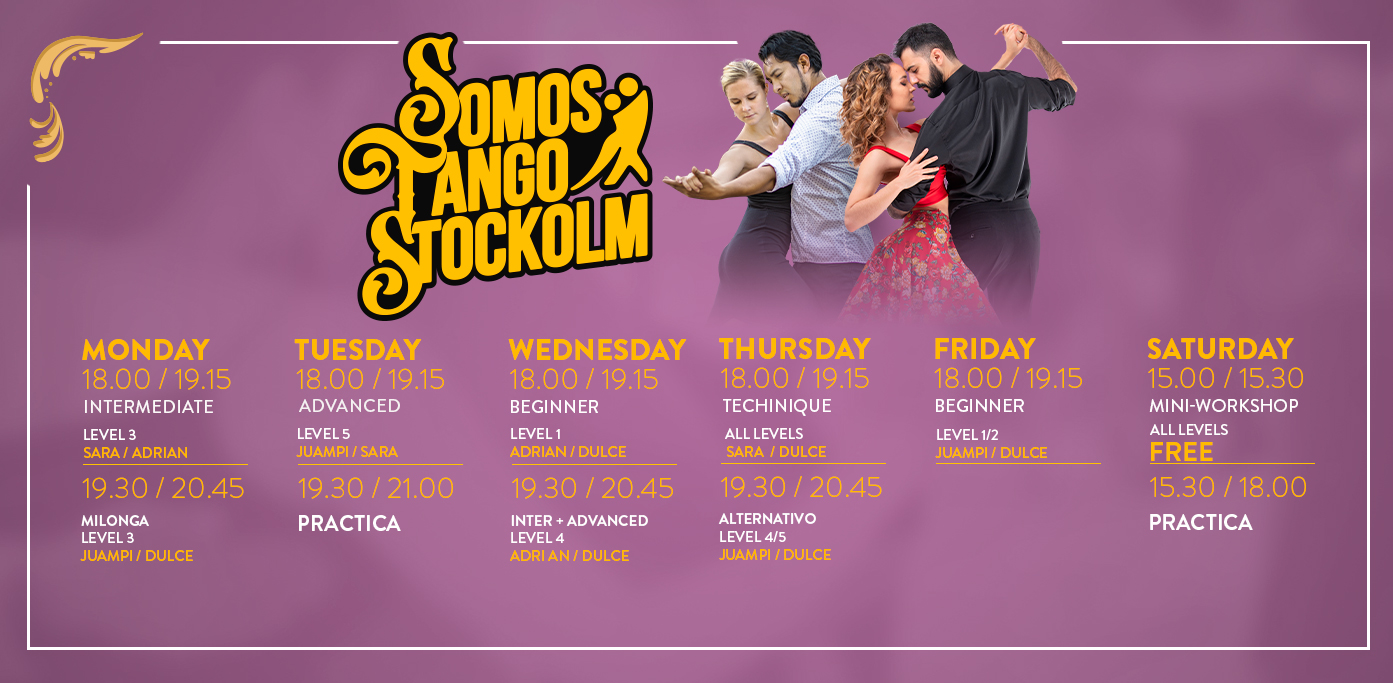 SOMOS
TANGO
STOCKOLM
MONDAY
18.00 / 19.15
INTERMEDIATE
LEVEL 3
SARA / ADRIAN
19.30 / 20.45
MILONGA
LEVEL 3
JUAMPI / DULCE
TUESDAY
18.00 / 19.15
ADVANCED
LEVEL 5
JUAMPI / SARA
19.30 / 21.00
PRACTICA
WEDNESDAY
18.00 / 19.15
BEGINNER
LEVEL 1
ADRIAN / DULCE
19.30 / 20.45
INTER + ADVANCED
LEVEL 4
ADRI AN / DULCE
THURSDAY
18.00 / 19.15
TECHINIQUE
ALL LEVELS
SARA / DULCE
19.30 / 20.45
ALTERNATIVO
LEVEL 4/5
JUAMPI / DULCE
FRIDAY
18.00 / 19.15
BEGINNER
LEVEL 1/2
JUAMPI / DULCE
SATURDAY
15.00 / 15.30
MINI-WORKSHOP
ALL LEVELS
FREE
15.30 / 18.00
PRACTICA